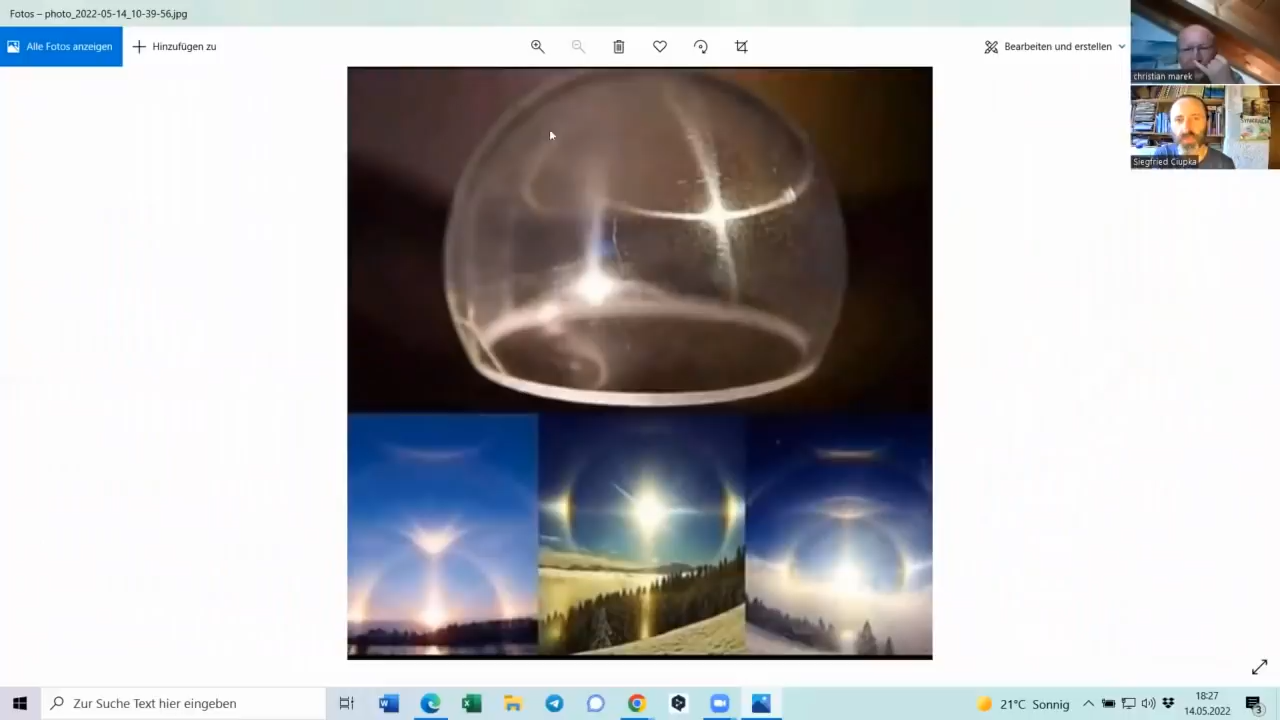 Fotos – photo_2022-05-14_10-39-56.jpg
Alle Fotos anzeigen
Hinzufügen zu
Bearbeiten und erstellen
christian marek
Siegfried Ciupka
Zur Suche Text hier eingeben
21°C Sonnig
18:27
14.05.2022
3